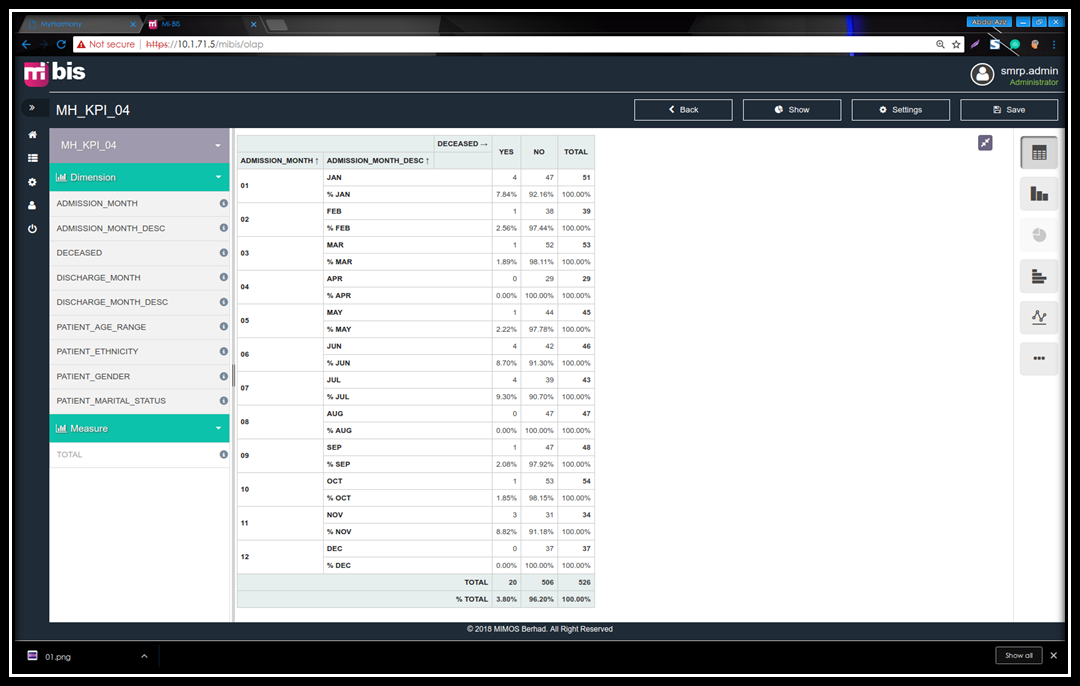 MyHarmony
Mi-BIS
Abdul Aziz
Not secure
https://10.1.71.5/mibis/olap
mi bis
smrp.admin
Administrator
MH_KPI_04
Back
Show
Settings
Save
MH_KPI_04
Dimension
ADMISSION_MONTH
ADMISSION_MONTH_DESC
DECEASED
DISCHARGE_MONTH
DISCHARGE_MONTH_DESC
PATIENT_AGE_RANGE
PATIENT_ETHNICITY
PATIENT_GENDER
PATIENT_MARITAL_STATUS
Measure
TOTAL
DECEASED → YES NO TOTAL
ADMISSION_MONTH ↑ ADMISSION_MONTH_DESC ↑
01 JAN 4 47 51
% JAN 7.84% 92.16% 100.00%
02 FEB 1 38 39
% FEB 2.56% 97.44% 100.00%
03 MAR 1 52 53
% MAR 1.89% 98.11% 100.00%
04 APR 0 29 29
% APR 0.00% 100.00% 100.00%
05 MAY 1 44 45
% MAY 2.22% 97.78% 100.00%
06 JUN 4 42 46
% JUN 8.70% 91.30% 100.00%
07 JUL 4 39 43
% JUL 9.30% 90.70% 100.00%
08 AUG 0 47 47
% AUG 0.00% 100.00% 100.00%
09 SEP 1 47 48
% SEP 2.08% 97.92% 100.00%
10 OCT 1 53 54
% OCT 1.85% 98.15% 100.00%
11 NOV 3 31 34
% NOV 8.82% 91.18% 100.00%
12 DEC 0 37 37
% DEC 0.00% 100.00% 100.00%
TOTAL 20 506 526
% TOTAL 3.80% 96.20% 100.00%
© 2018 MIMOS Berhad. All Right Reserved
01.png
Show all